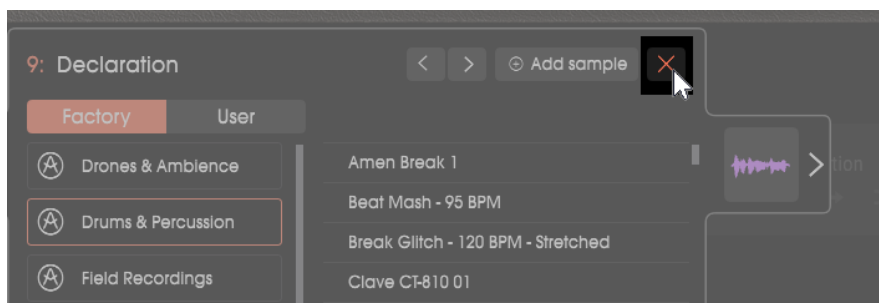 9: Declaration
Add sample
Factory User
Drones & Ambience
Drums & Percussion
Field Recordings
Amen Break 1
Beat Mash - 95 BPM
Break Glitch - 120 BPM - Stretched
Clave CT-810 01
tion